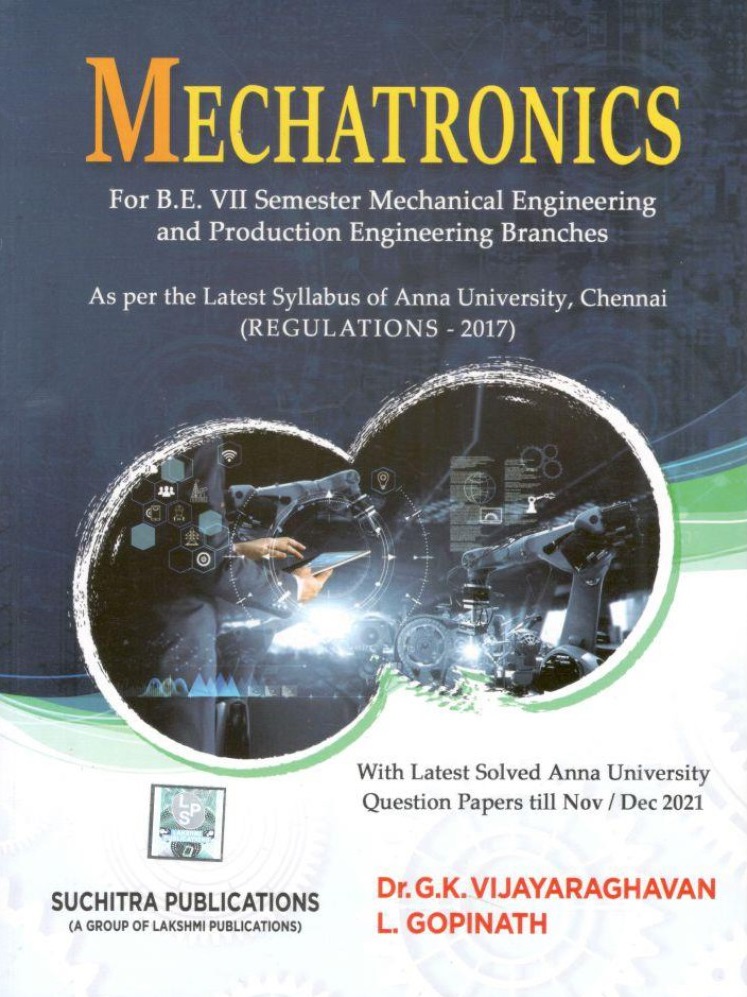 MECHATRONICS
For B.E. VII Semester Mechanical Engineering
and Production Engineering Branches
As per the Latest Syllabus of Anna University, Chennai
(REGULATIONS - 2017)
With Latest Solved Anna University
Question Papers till Nov / Dec 2021
LPS
SUCHITRA PUBLICATIONS
(A GROUP OF LAKSHMI PUBLICATIONS)
Dr. G.K. VIJAYARAGHAVAN
L. GOPINATH